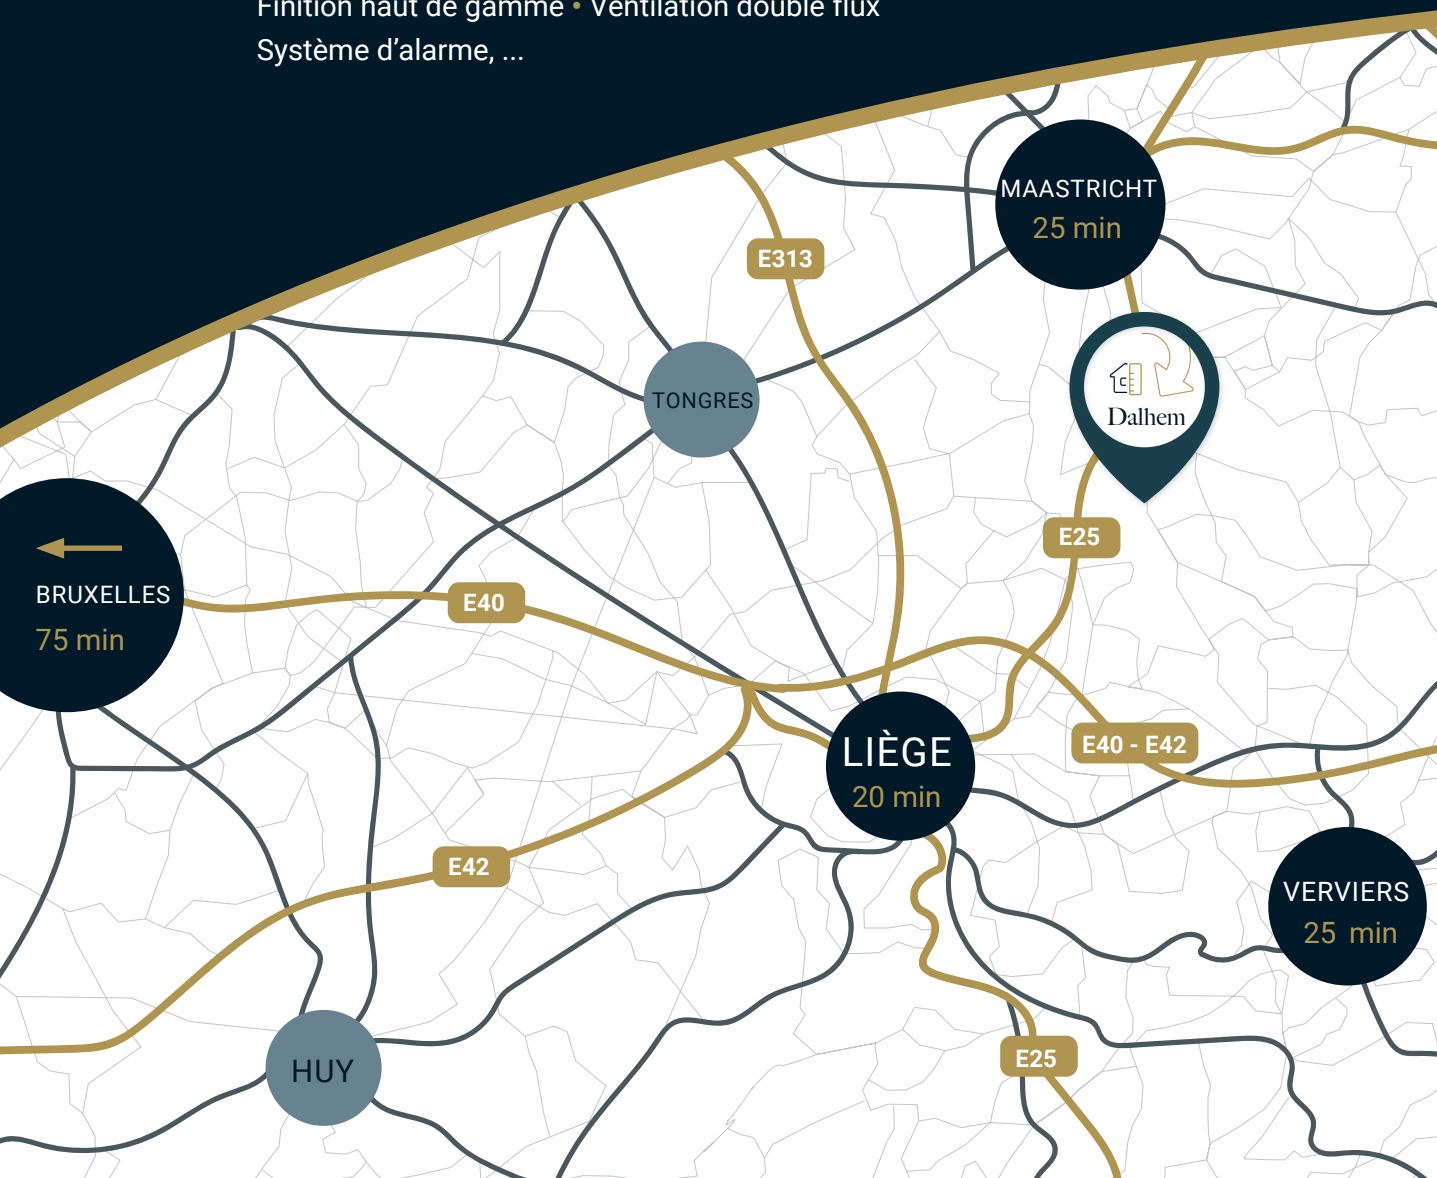 Finition haut de gamme • Ventilation double flux
Système d'alarme, ...
MAASTRICHT
25 min
E313
TONGRES
Dalhem
E25
BRUXELLES
75 min
E40
LIÈGE
20 min
E40 - E42
E42
VERVIERS
25 min
E25
HUY